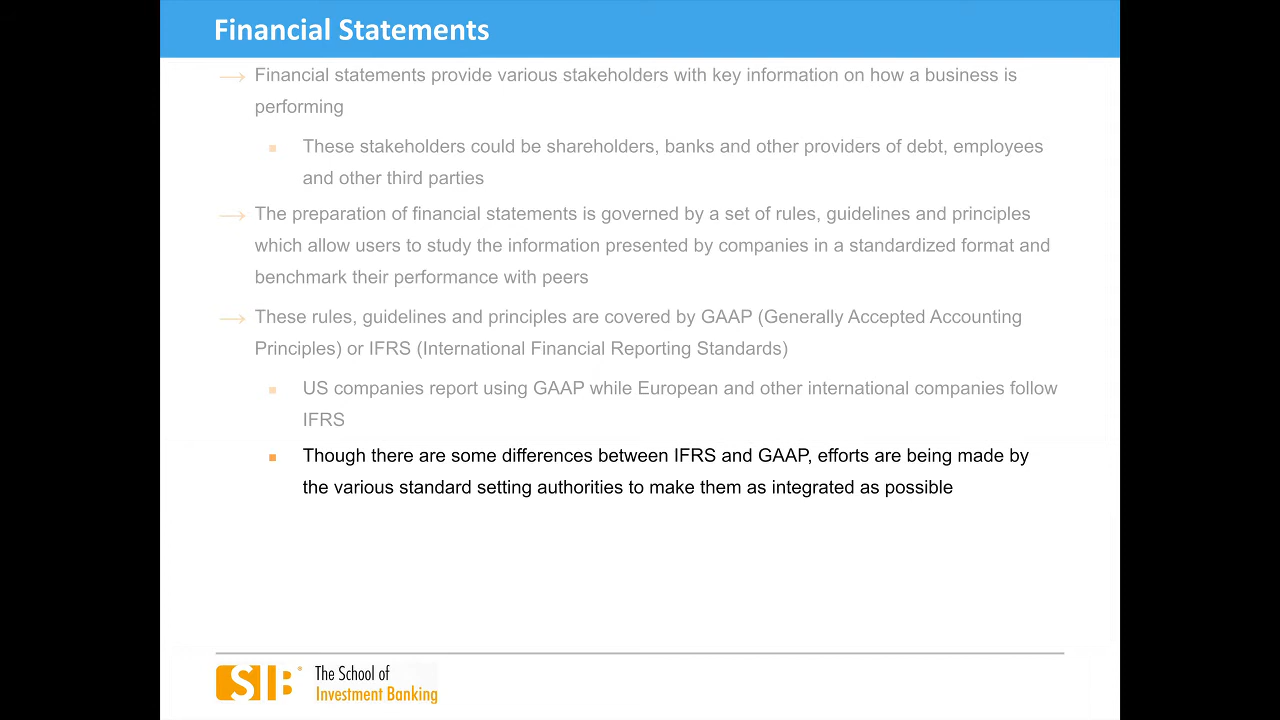 Financial Statements
Financial statements provide various stakeholders with key information on how a business is
performing
These stakeholders could be shareholders, banks and other providers of debt, employees
and other third parties
The preparation of financial statements is governed by a set of rules, guidelines and principles
which allow users to study the information presented by companies in a standardized format and
benchmark their performance with peers
These rules, guidelines and principles are covered by GAAP (Generally Accepted Accounting
Principles) or IFRS (International Financial Reporting Standards)
US companies report using GAAP while European and other international companies follow
IFRS
Though there are some differences between IFRS and GAAP, efforts are being made by
the various standard setting authorities to make them as integrated as possible
SIB
The School of
Investment Banking